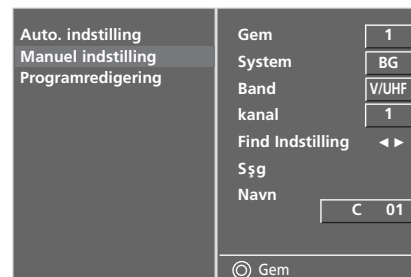 Auto. indstilling
Manuel indstilling
Programredigering
Gem 1
System BG
Band V/UHF
kanal 1
Find Indstilling ◄ ►
Sşg
Navn
C 01
Gem